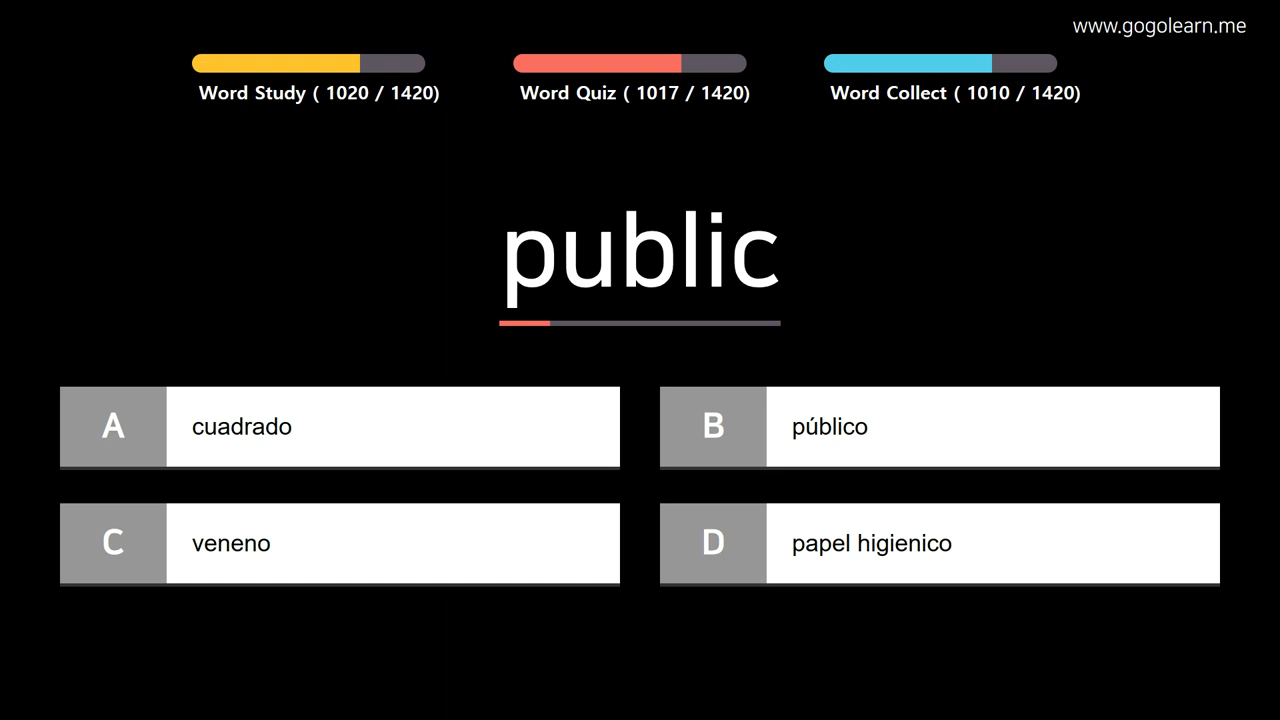 www.gogolearn.me
Word Study ( 1020 / 1420)
Word Quiz ( 1017 / 1420)
Word Collect ( 1010 / 1420)
public
A cuadrado
B público
C veneno
D papel higienico